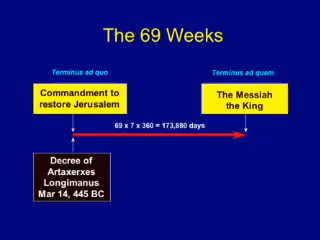 The 69 Weeks
Terminus ad quo
Terminus ad quem
Commandment to
restore Jerusalem
The Messiah
the King
69 x 7 x 360 = 173,880 days
Decree of
Artaxerxes
Longimanus
Mar 14, 445 BC